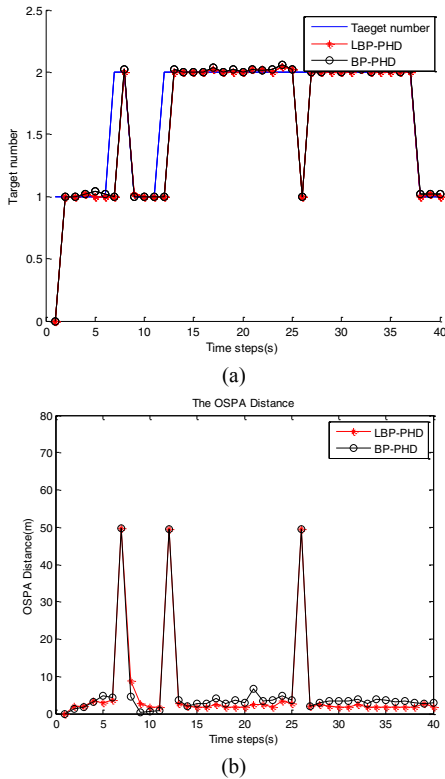 2.5
2
1.5
1
0.5
0
Target number
Taeget number
LBP-PHD
BP-PHD
0 5 10 15 20 25 30 35 40
Time steps(s)
(a)
The OSPA Distance
80
70
60
50
40
30
20
10
0
OSPA Distance(m)
LBP-PHD
BP-PHD
0 5 10 15 20 25 30 35 40
Time steps(s)
(b)